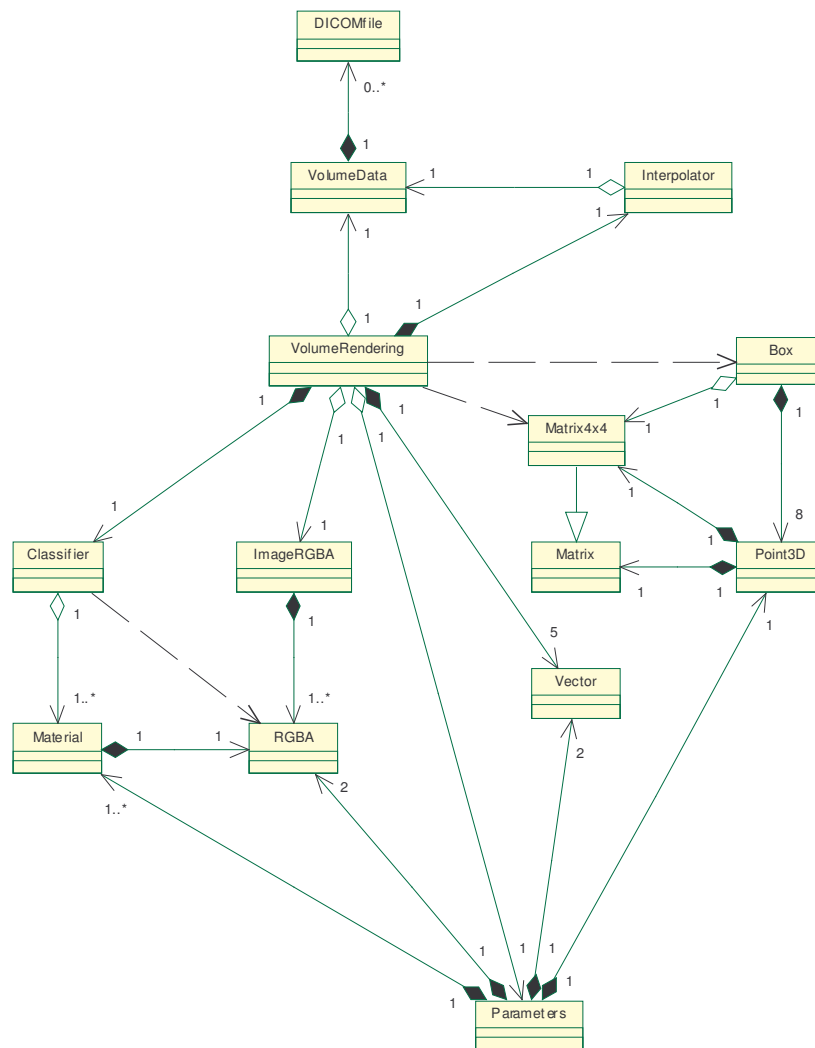 DICOMfile
0..*
1
VolumeData
1
1
Interpolator
1
1
1
1
VolumeRendering
Box
1
1
1
1
1
1
1
Matrix4x4
1
1
8
1
1
1
Classifier
ImageRGBA
Matrix
Point3D
1
1
1
1
1
5
Vector
1..*
1..*
Material
1
1
RGBA
2
2
1..*
1
1
1
1
1
Parameters